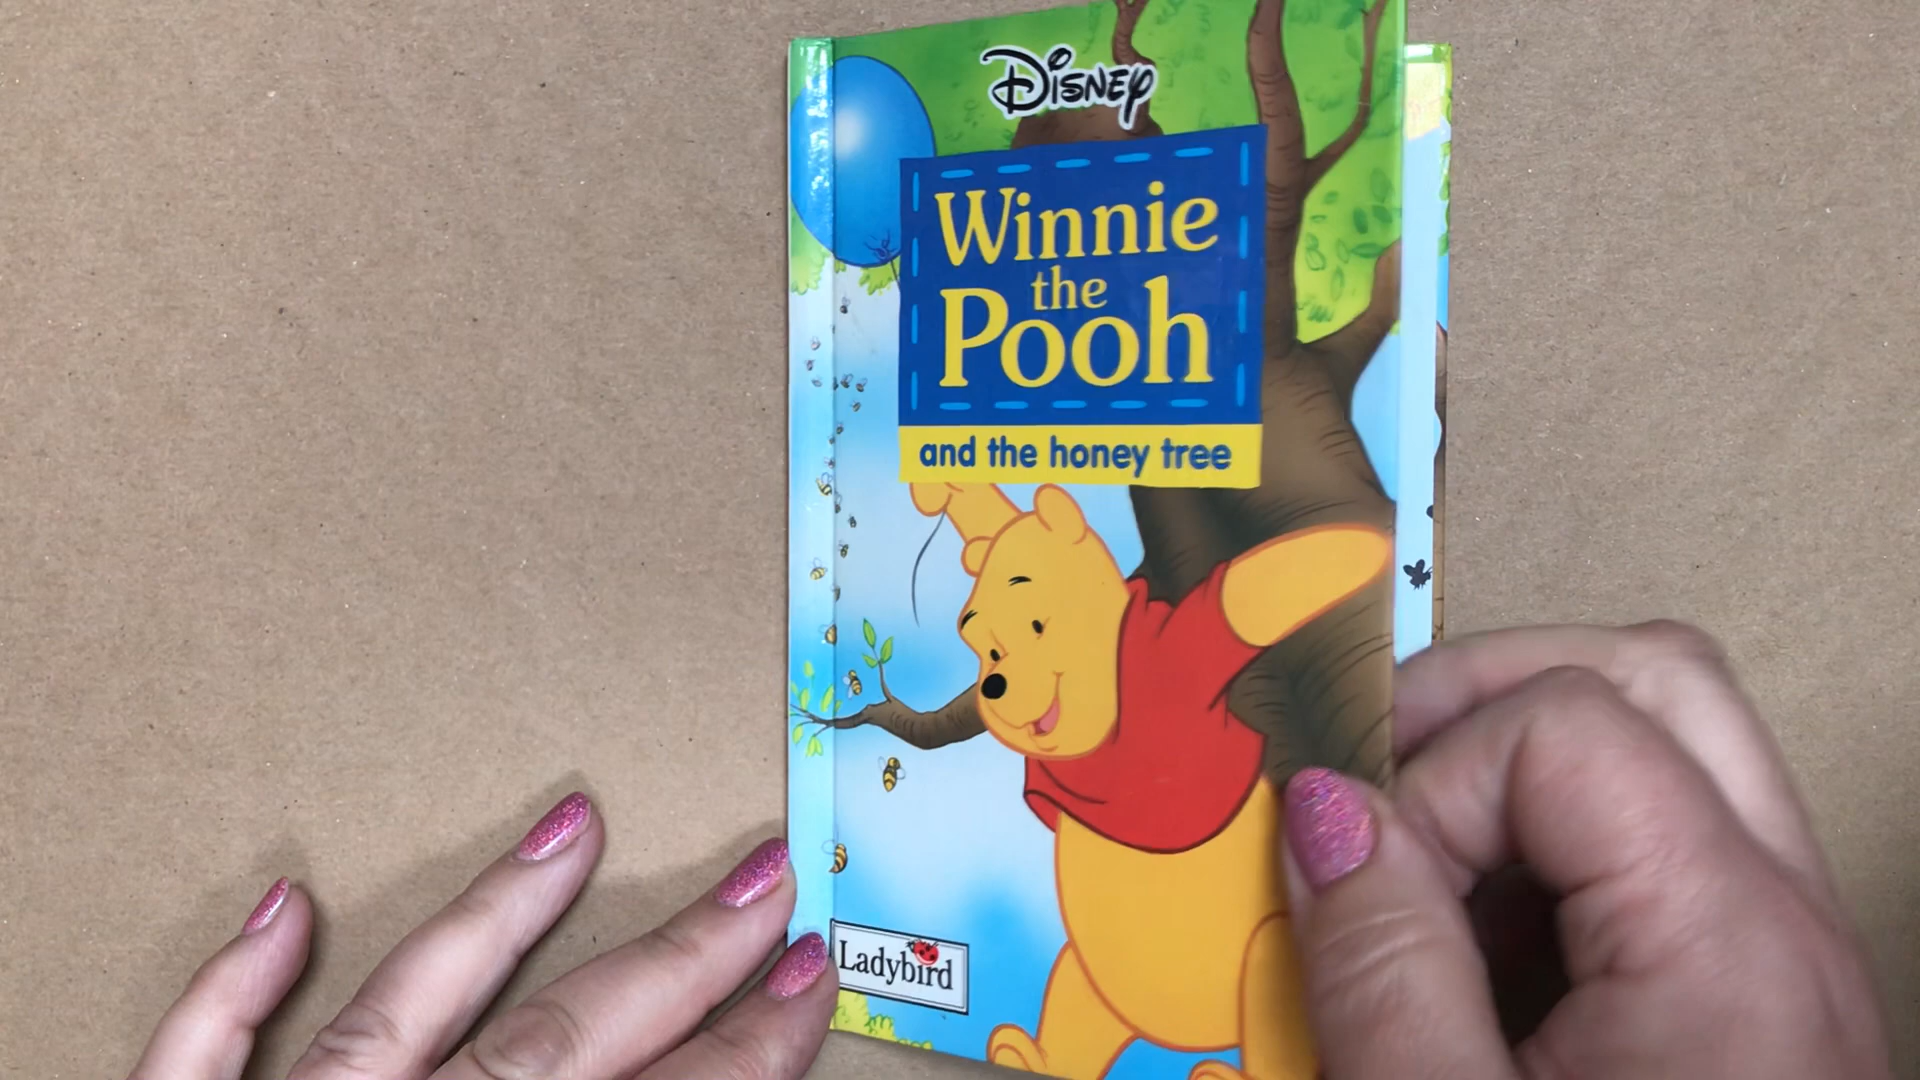 Disney
Winnie
the
Pooh
and the honey tree
Ladybird